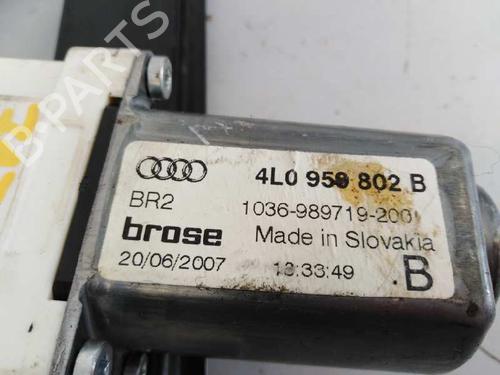 B-PARTS
4L0 959 802 B
BR2
1036-989719-200
brose
Made in Slovakia
20/06/2007
13:33:49
.B